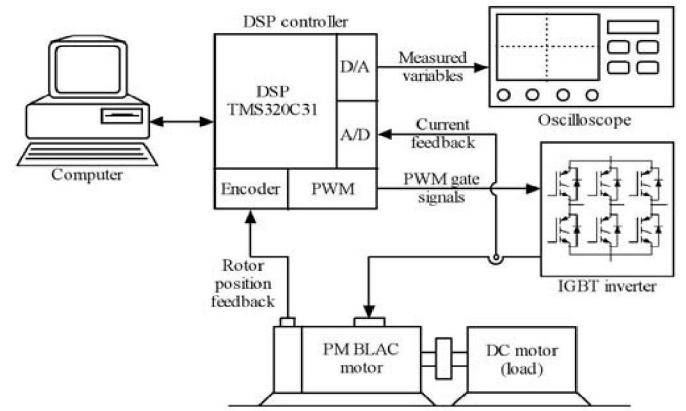 DSP controller
D/A
Measured
variables
DSP
TMS320C31
Oscilloscope
A/D
Current
feedback
Computer
Encoder
PWM
PWM gate
signals
Rotor
position
feedback
IGBT inverter
PM BLAC
motor
DC motor
(load)